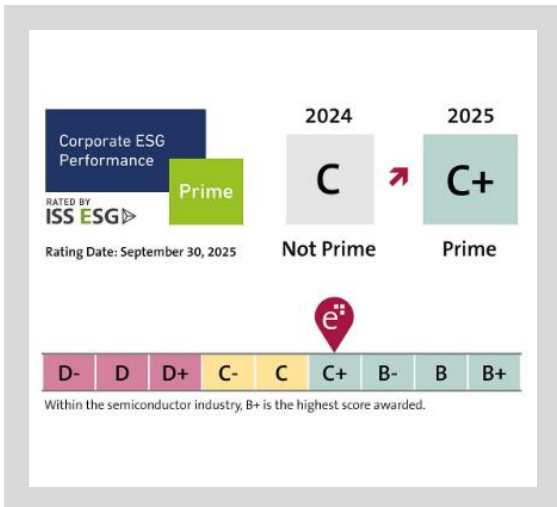 2024
2025
Corporate ESG
Performance
Prime
RATED BY
ISS ESG
C
C+
Rating Date: September 30, 2025
Not Prime
Prime
e
D-
D
D+
C-
C
C+
B-
B
B+
Within the semiconductor industry, B+ is the highest score awarded.